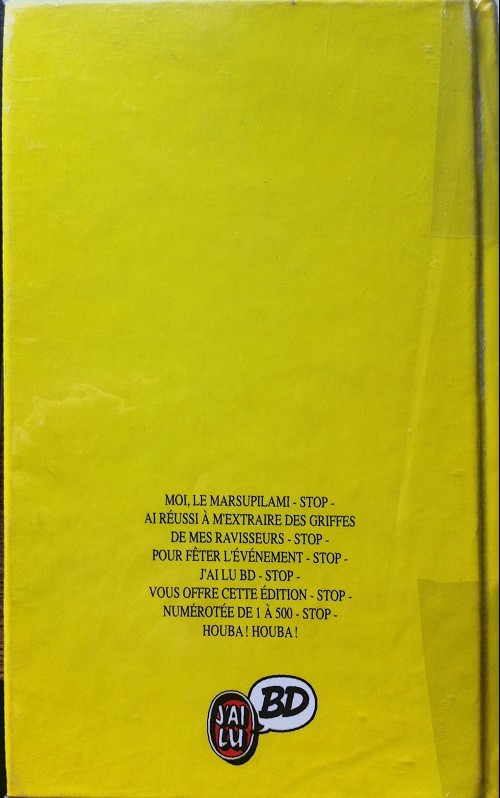 MOI, LE MARSUPILAMI - STOP -
AI RÉUSSI À M'EXTRAIRE DES GRIFFES
DE MES RAVISSEURS - STOP -
POUR FÊTER L'ÉVÉNEMENT - STOP -
J'AI LU BD - STOP -
VOUS OFFRE CETTE ÉDITION - STOP -
NUMÉROTÉE DE 1 À 500 - STOP -
HOUBA ! HOUBA !
BD
J'AI
LU